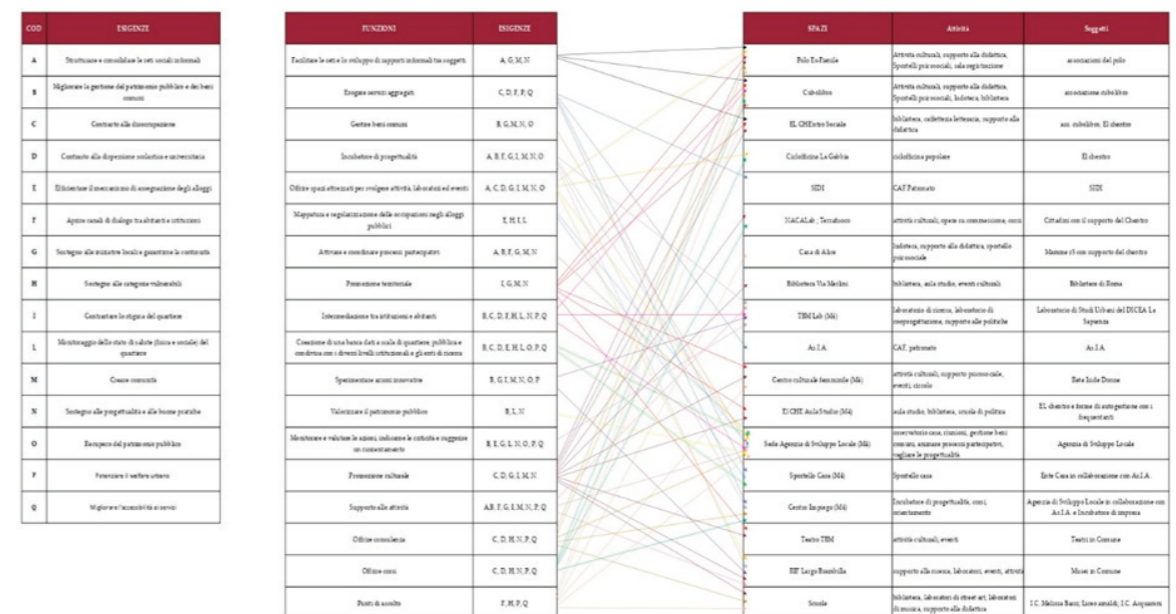 COD ESIGENZE
A Strutturare e consolidare le reti sociali informali
B Migliorare la gestione del patrimonio pubblico e dei beni
comuni
C Contrasto alla disoccupazione
D Contrasto alla dispersione scolastica e universitaria
E Efficientare il meccanismo di assegnazione degli alloggi
F Aprire canali di dialogo tra abitanti e istituzioni
G Sostegno alle iniziative locali e garantirne la continuità
H Sostegno alle categorie vulnerabili
I Contrastare lo stigma del quartiere
L Monitoraggio dello stato di salute (fisica e sociale) del
quartiere
M Creare comunità
N Sostegno alle progettualità e alle buone pratiche
O Recupero del patrimonio pubblico
P Potenziare il welfare urbano
Q Migliorare l'accessibilità ai servizi
FUNZIONI ESIGENZE
Facilitare le reti e lo sviluppo di rapporti informali tra soggetti A, G, M, N
Erogare servizi aggregati C, D, F, P, Q
Gestire beni comuni B, G, M, N, O
Incubatore di progettualità A, B, F, G, I, M, N, O
Offrire spazi attrezzati per svolgere attività, laboratori ed eventi A, C, D, G, I, M, N, O
Mappatura e regolarizzazione delle occupazioni negli alloggi
pubblici E, H, I, L
Attivare e coordinare processi partecipativi A, B, F, G, M, N
Promozione territoriale I, G, M, N
Intermediazione tra istituzioni e abitanti B, C, D, F, H, L, N, P, Q
Creazione di una banca dati a scala di quartiere, pubblica e
condivisa con i diversi livelli istituzionali e gli enti di ricerca B, C, D, E, H, L, O, P, Q
Sperimentare azioni innovative B, G, I, M, N, O, P
Valorizzare il patrimonio pubblico B, L, N
Monitorare e valutare le azioni, indicarne le criticità e suggerire
un riorientamento B, E, G, L, N, O, P, Q
Promozione culturale C, D, G, I, M, N
Supporto alle attività A,B, F, G, I, M, N, P, Q
Offrire consulenza C, D, H, N, P, Q
Offrire corsi C, D, H, N, P, Q
Punti di ascolto F, H, P, Q
SPAZI Attività Soggetti
Polo Ex-Fienile Attività culturali, supporto alla didattica,
Sportelli psicosociali, sala registrazione associazioni del polo
Cubolibro Attività culturali, supporto alla didattica,
Sportelli psicosociali, ludoteca, biblioteca associazione cubolibro
EL CHEntro Sociale biblioteca, caffetteria letteraria, supporto alla
didattica ass. cubolibro, El chentro
Ciclofficina La Gabbia ciclofficina popolare El chentro
SIDI CAF Patronato SIDI
NACALab , Terrafuoco attività culturali, opere su commissione, corsi Cittadini con il supporto del Chentro
Casa di Alice ludoteca, supporto alla didattica, sportello
psicosociale Mamme r5 con supporto del chentro
Biblioteca Via Merlini biblioteca, aula studio, eventi culturali Biblioteca di Roma
TBM Lab (M4) laboratorio di ricerca, laboratorio di
coprogettazione, supporto alle politiche Laboratorio di Studi Urbani del DICEA La
Sapienza
As.I.A. CAF, patronato As.I.A.
Centro culturale femminile (M4) attività culturali, supporto psicosociale,
eventi, circolo Rete Inde Donne
El CHE Aula Studio (M4) aula studio, biblioteca, scuola di politica EL chentro e forme di autogestione con i
frequentanti
Sede Agenzia di Sviluppo Locale (M4) osservatorio casa, riunioni, gestione beni
comuni, animare processi partecipativi,
vagliare le progettualità Agenzia di Sviluppo Locale
Sportello Casa (M4) Sportello casa Ente Casa in collaborazione con As.I.A.
Centro Impiego (M4) Incubatore di progettualità, corsi,
orientamento Agenzia di Sviluppo Locale in collaborazione con
As.I.A. e Incubatore di impresa
Teatro TBM attività culturali, eventi Teatri in Comune
RIF Largo Brambilla supporto alla ricerca, laboratori, eventi, attività Musei in Comune
Scuole biblioteca, laboratori di street art, laboratori
di musica, supporto alla didattica I.C. Melissa Bassi; Liceo amaldi; I.C. Acquaroni